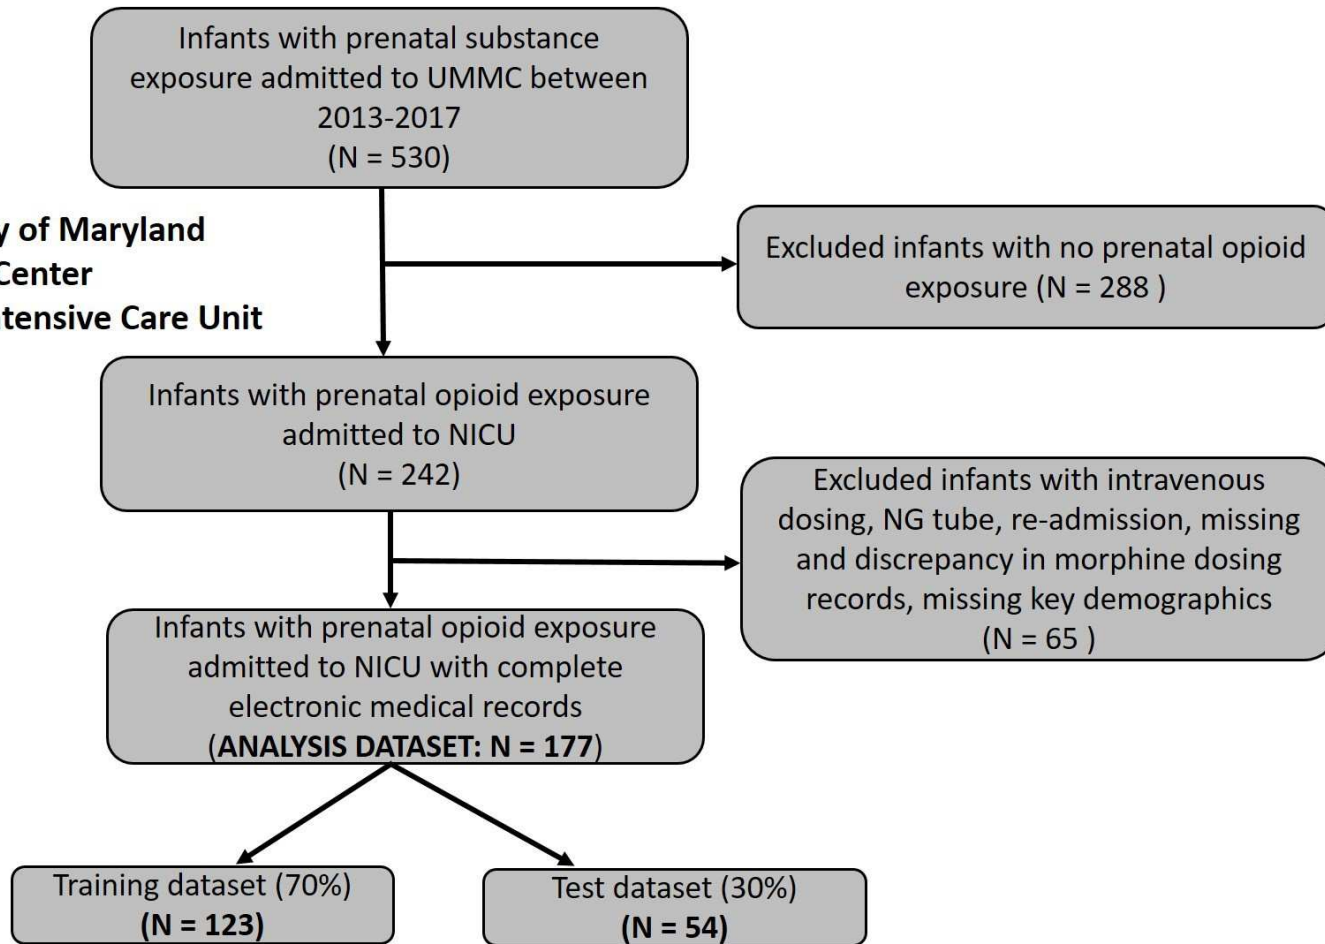 Infants with prenatal substance
exposure admitted to UMMC between
2013-2017
(N = 530)
of Maryland
Center
Care Unit
Excluded infants with no prenatal opioid
exposure (N = 288 )
Infants with prenatal opioid exposure
admitted to NICU
(N = 242)
Excluded infants with intravenous
dosing, NG tube, re-admission, missing
and discrepancy in morphine dosing
records, missing key demographics
(N = 65 )
Infants with prenatal opioid exposure
admitted to NICU with complete
electronic medical records
(ANALYSIS DATASET: N = 177)
Training dataset (70%)
(N = 123)
Test dataset (30%)
(N = 54)